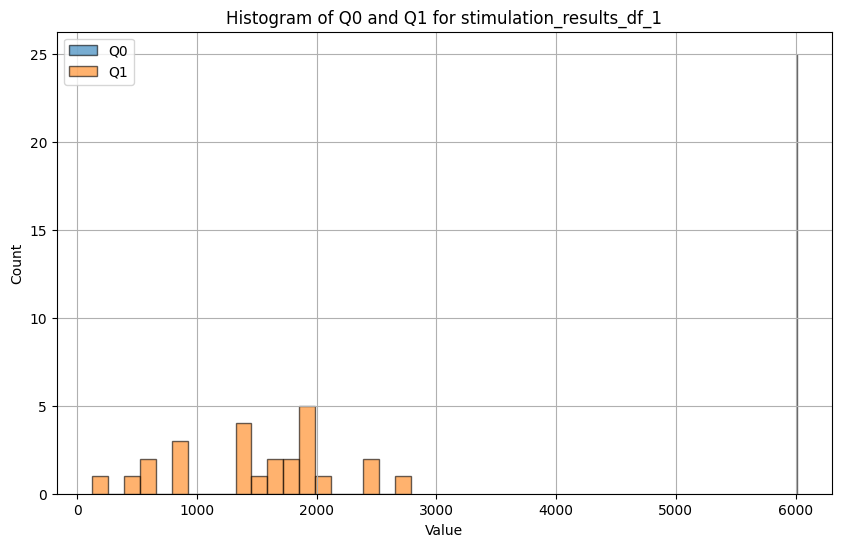 Histogram of Q0 and Q1 for stimulation_results_df_1
Q0
Q1
25
20
15
10
5
0
Count
0 1000 2000 3000 4000 5000 6000
Value